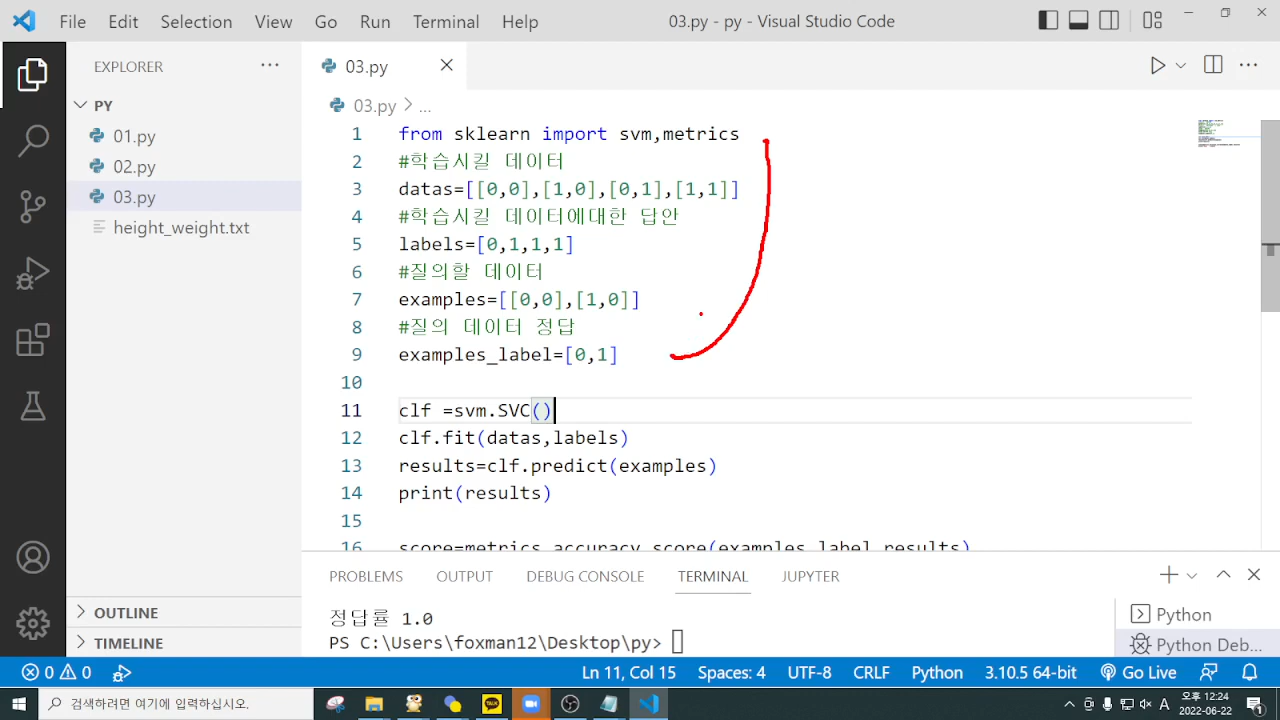 File Edit Selection View Go Run Terminal Help 03.py - py - Visual Studio Code
EXPLORER ...
PY
01.py
02.py
03.py
height_weight.txt
OUTLINE
TIMELINE
03.py
03.py > ...
1 from sklearn import svm,metrics
2 #학습시킬 데이터
3 datas=[[0,0],[1,0],[0,1],[1,1]]
4 #학습시킬 데이터에대한 답안
5 labels=[0,1,1,1]
6 #질의할 데이터
7 examples=[[0,0],[1,0]]
8 #질의 데이터 정답
9 examples_label=[0,1]
10
11 clf =svm.SVC()
12 clf.fit(datas,labels)
13 results=clf.predict(examples)
14 print(results)
15
16 score=metrics.accuracy_score(examples_label,results)
PROBLEMS OUTPUT DEBUG CONSOLE TERMINAL JUPYTER
정답률 1.0
PS C:\Users\foxman12\Desktop\py>
Python
Python Deb...
0 0 Ln 11, Col 15 Spaces: 4 UTF-8 CRLF Python 3.10.5 64-bit Go Live
검색하려면 여기에 입력하십시오.
TALK
A 오후 12:24
2022-06-22
1